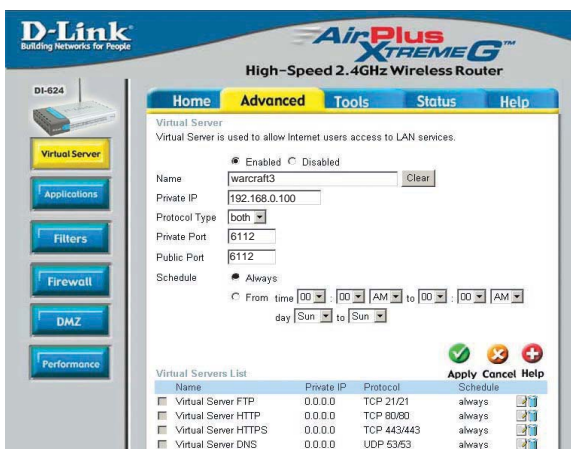 D-Link
Building Networks for People
AirPlus
XTREME G™
High-Speed 2.4GHz Wireless Router
DI-624
Home Advanced Tools Status Help
Virtual Server
Virtual Server is used to allow Internet users access to LAN services.
Virtual Server
Enabled Disabled
Name warcraft3 Clear
Applications
Private IP 192.168.0.100
Protocol Type both
Filters
Private Port 6112
Public Port 6112
Firewall
Schedule Always
From time 00 : 00 AM to 00 : 00 AM
day Sun to Sun
DMZ
Performance
Apply Cancel Help
Virtual Servers List
Name Private IP Protocol Schedule
Virtual Server FTP 0.0.0.0 TCP 21/21 always
Virtual Server HTTP 0.0.0.0 TCP 80/80 always
Virtual Server HTTPS 0.0.0.0 TCP 443/443 always
Virtual Server DNS 0.0.0.0 UDP 53/53 always